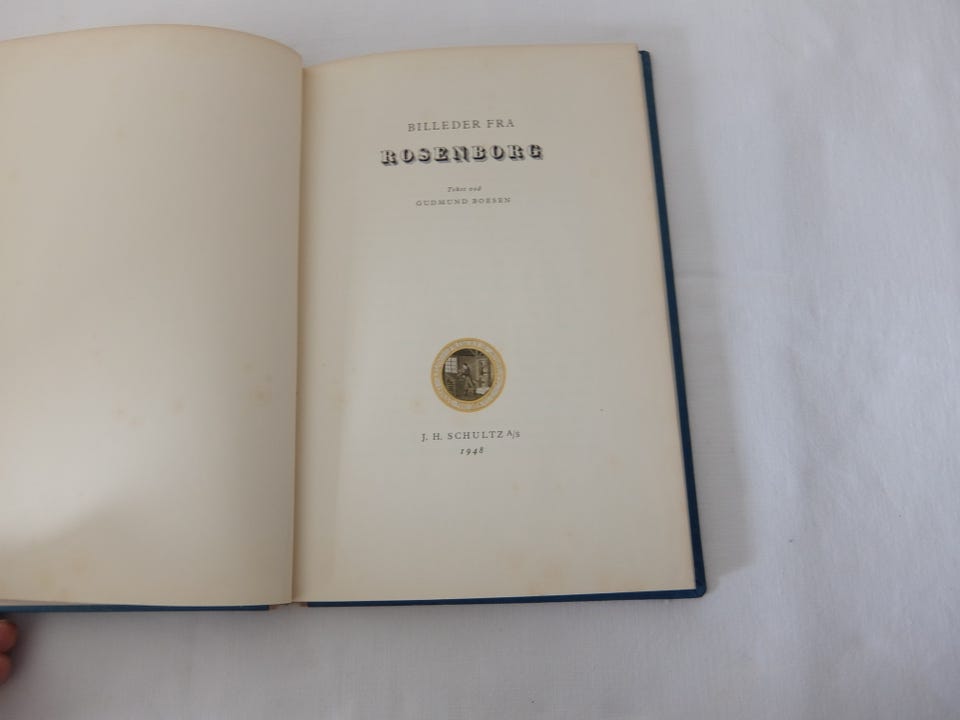 BILLEDER FRA
ROSENBORG
Tekst ved
GUDMUND BOESEN
J. H. SCHULTZ A/S
1948